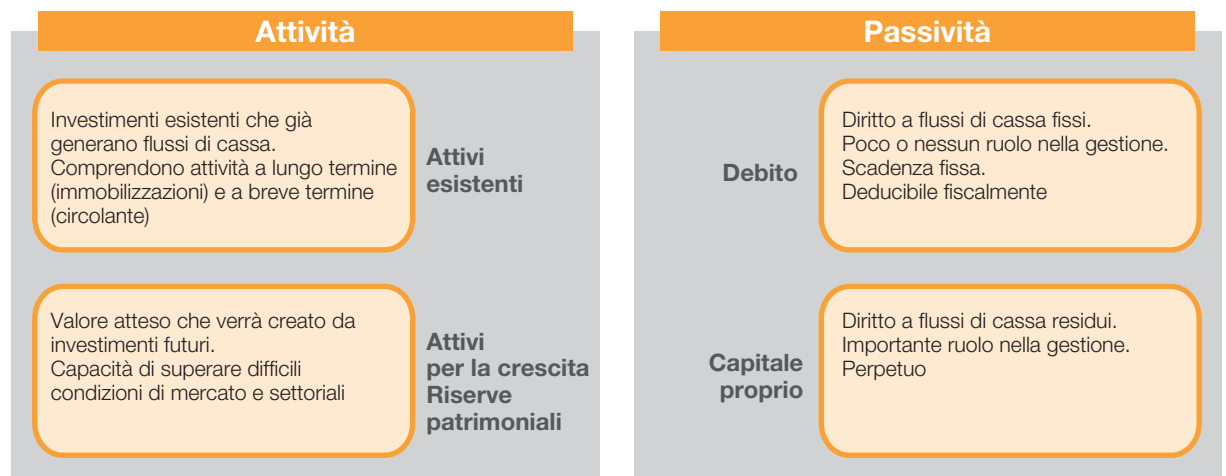 Attività
Investimenti esistenti che già
generano flussi di cassa.
Comprendono attività a lungo termine
(immobilizzazioni) e a breve termine
(circolante)
Attivi
esistenti
Valore atteso che verrà creato da
investimenti futuri.
Capacità di superare difficili
condizioni di mercato e settoriali
Attivi
per la crescita
Riserve
patrimoniali
Passività
Debito
Diritto a flussi di cassa fissi.
Poco o nessun ruolo nella gestione.
Scadenza fissa.
Deducibile fiscalmente
Capitale
proprio
Diritto a flussi di cassa residui.
Importante ruolo nella gestione.
Perpetuo